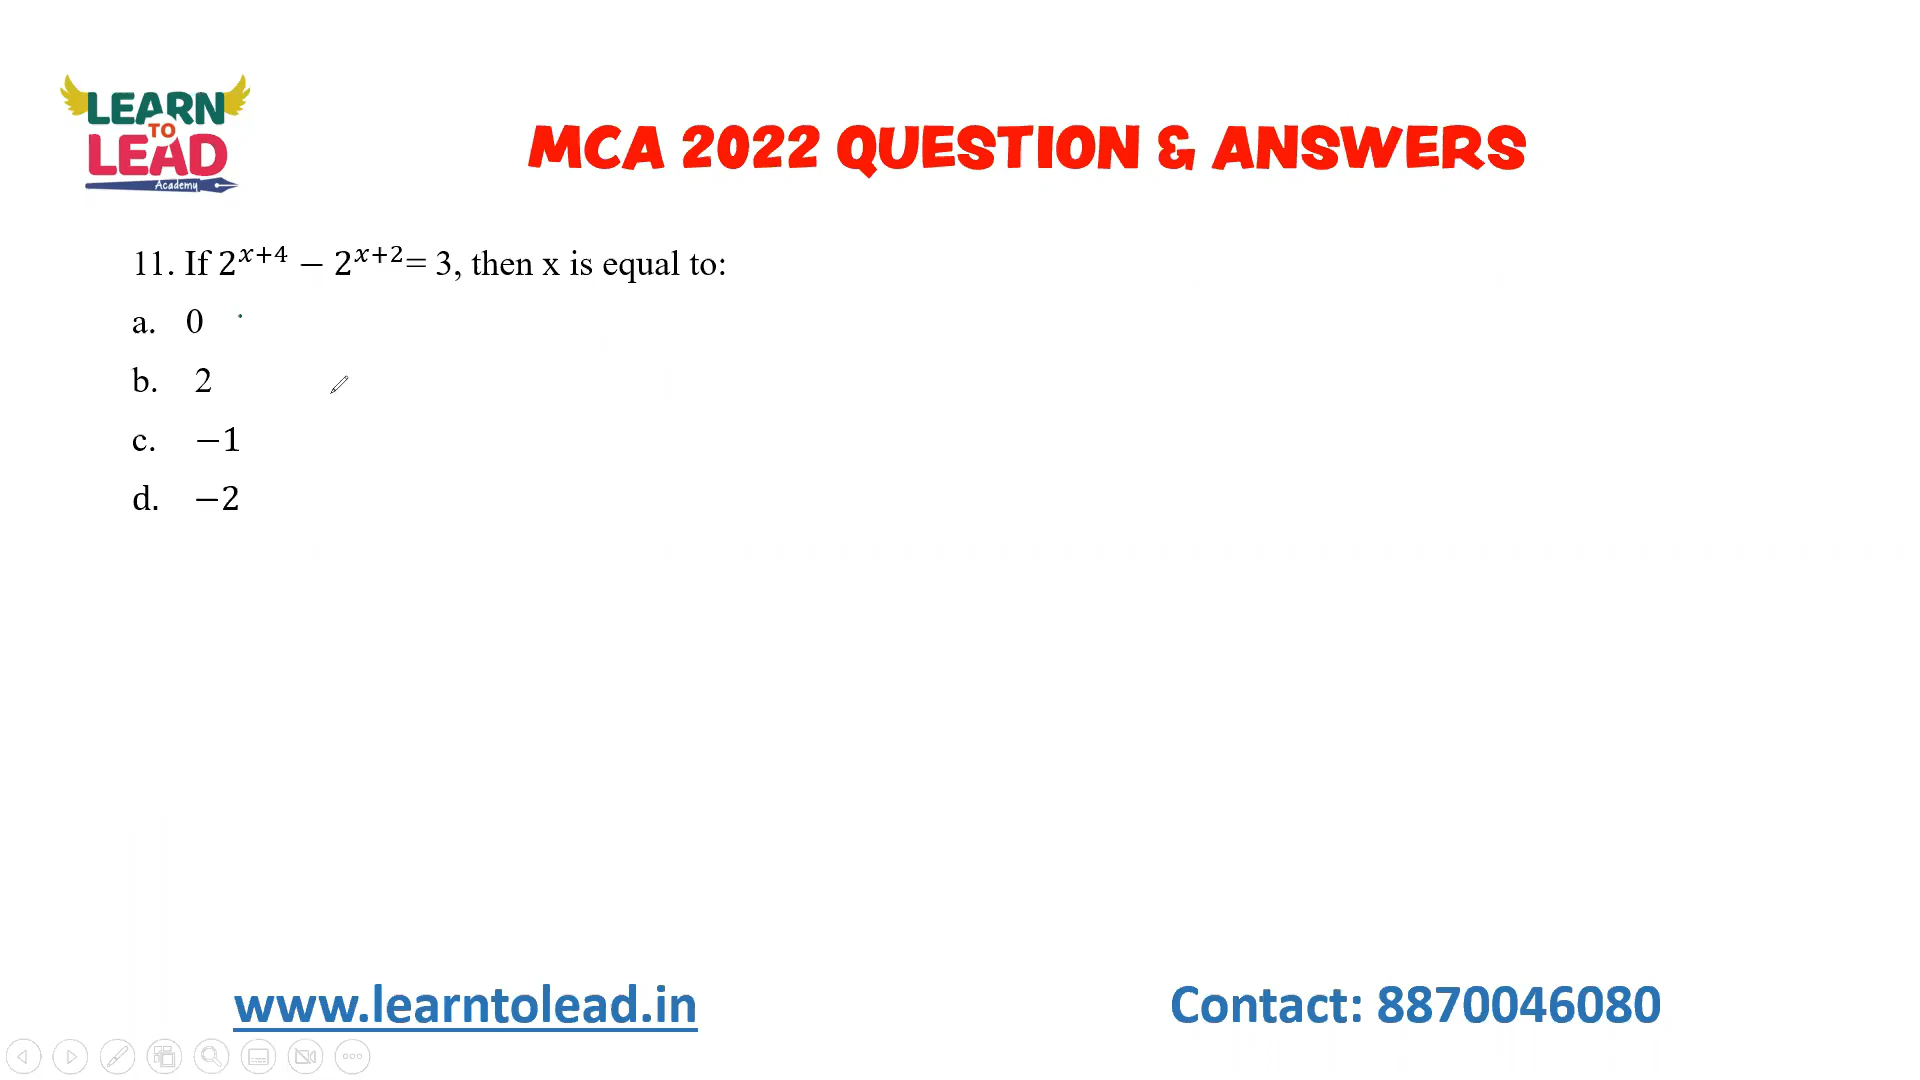 LEARN
TO
LEAD
Academy
MCA 2022 QUESTION & ANSWERS
11. If 2^{x+4} − 2^{x+2}= 3, then x is equal to:
a. 0
b. 2
c. −1
d. −2
www.learntolead.in
Contact: 8870046080